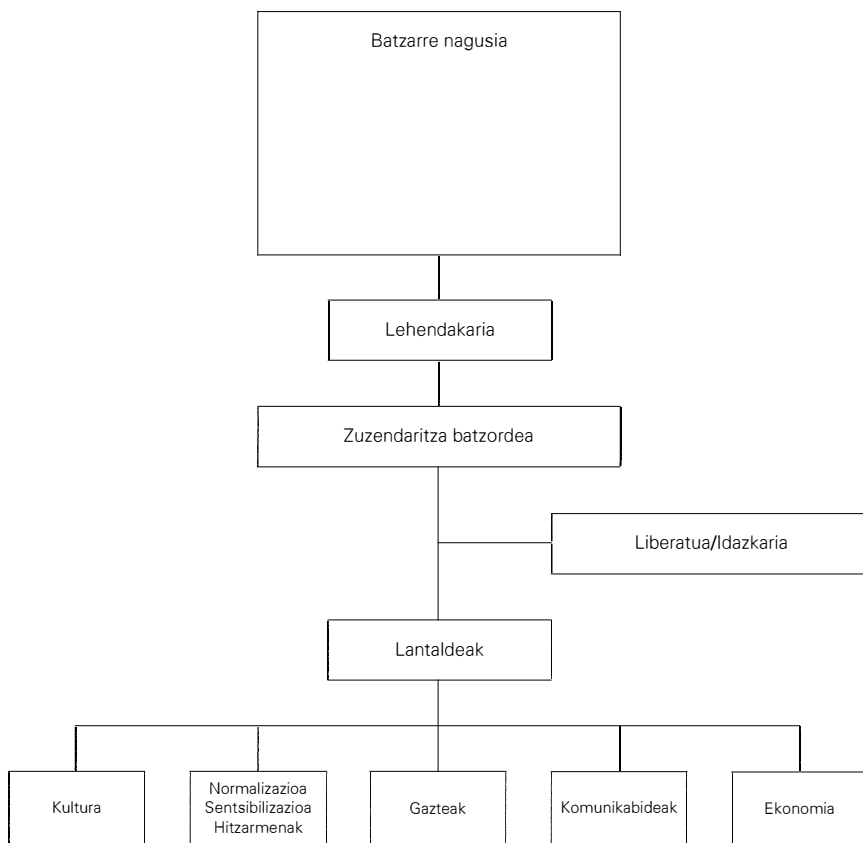 Batzarre nagusia
Lehendakaria
Zuzendaritza batzordea
Liberatua/Idazkaria
Lantaldeak
Kultura
Normalizazioa
Sentsibilizazioa
Hitzarmenak
Gazteak
Komunikabideak
Ekonomia